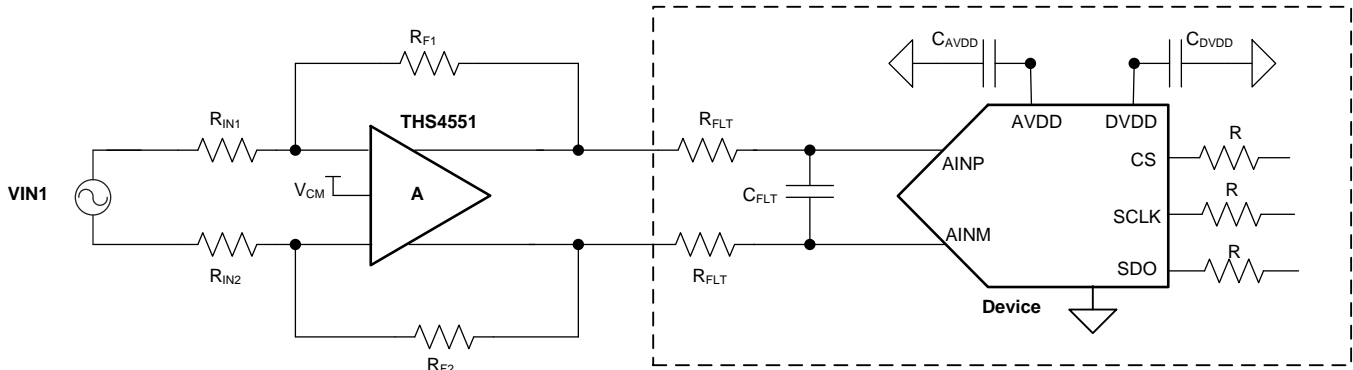 RF1
CAVDD
CDVDD
RIN1
THS4551
RFLT
AVDD
DVDD
R
AINP
CS
VIN1
VCM
A
CFLT
R
SCLK
AINM
R
RIN2
RFLT
SDO
Device
RF2